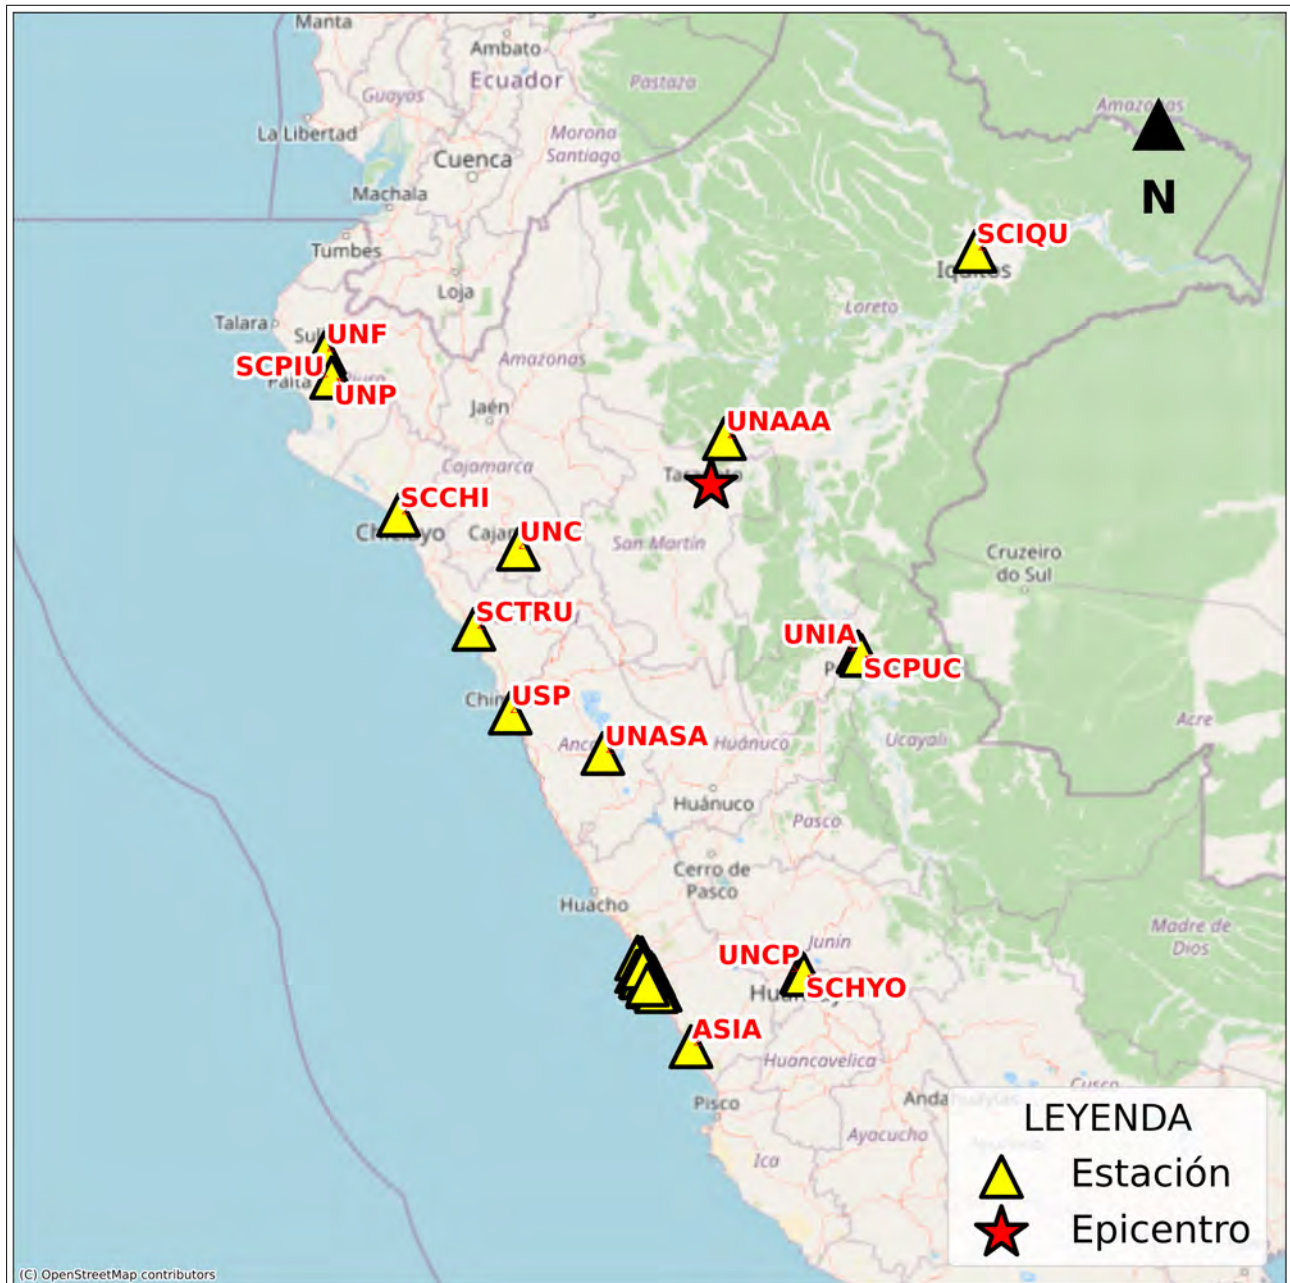 Manta
Ambato
Ecuador
Pastaza
Guayas
Amazonas
La Libertad
Morona
Santiago
Cuenca
Machala
N
Tumbes
SCIQU
Iquitos
Loja
Loreto
Talara
UNF
SCPIU
UNP
Amazonas
Jaén
UNAAA
Cajamarca
SCCHI
Chiclayo
UNC
San Martín
Cruzeiro
do Sul
SCTRU
UNIA
SCPUC
USP
UNASA
Huánuco
Ucayali
Acre
Huánuco
Pasco
Cerro de
Pasco
Huacho
Madre de
Dios
Junín
UNCP
SCHYO
ASIA
Huancavelica
Cusco
Pisco
Ayacucho
Ica
LEYENDA
Estación
Epicentro
(C) OpenStreetMap contributors